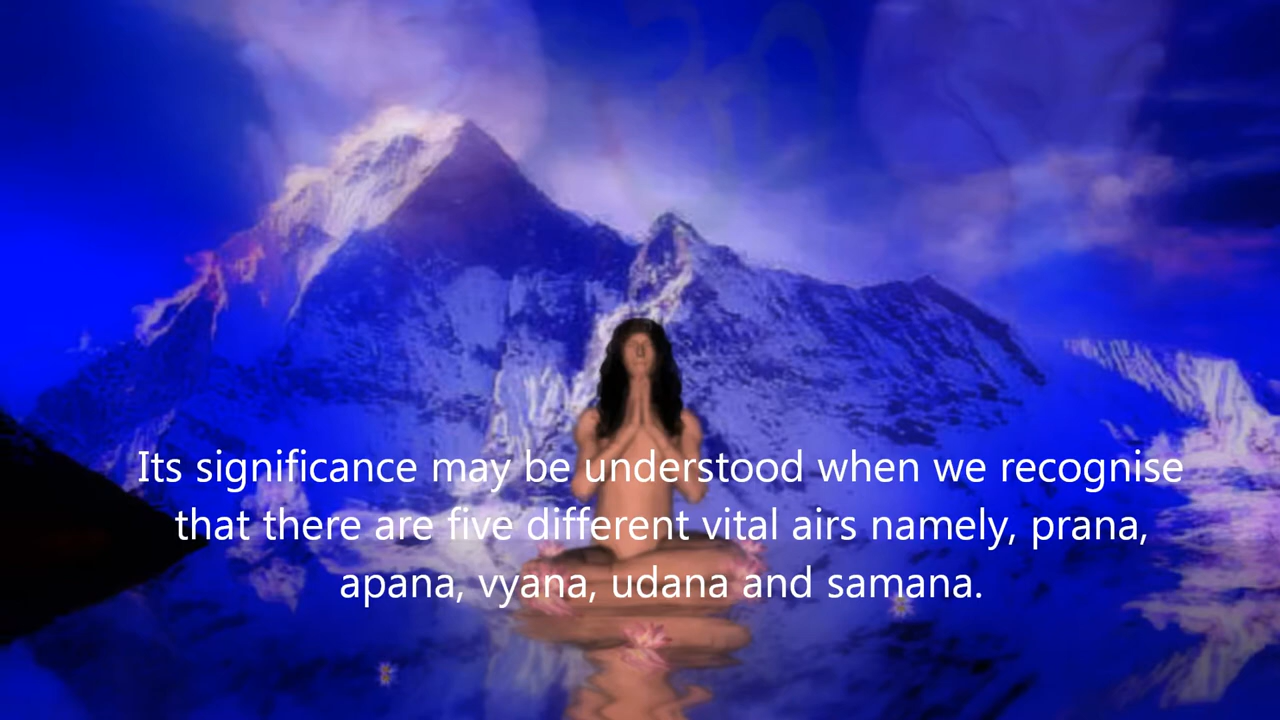 Its significance may be understood when we recognise
that there are five different vital airs namely, prana,
apana, vyana, udana and samana.